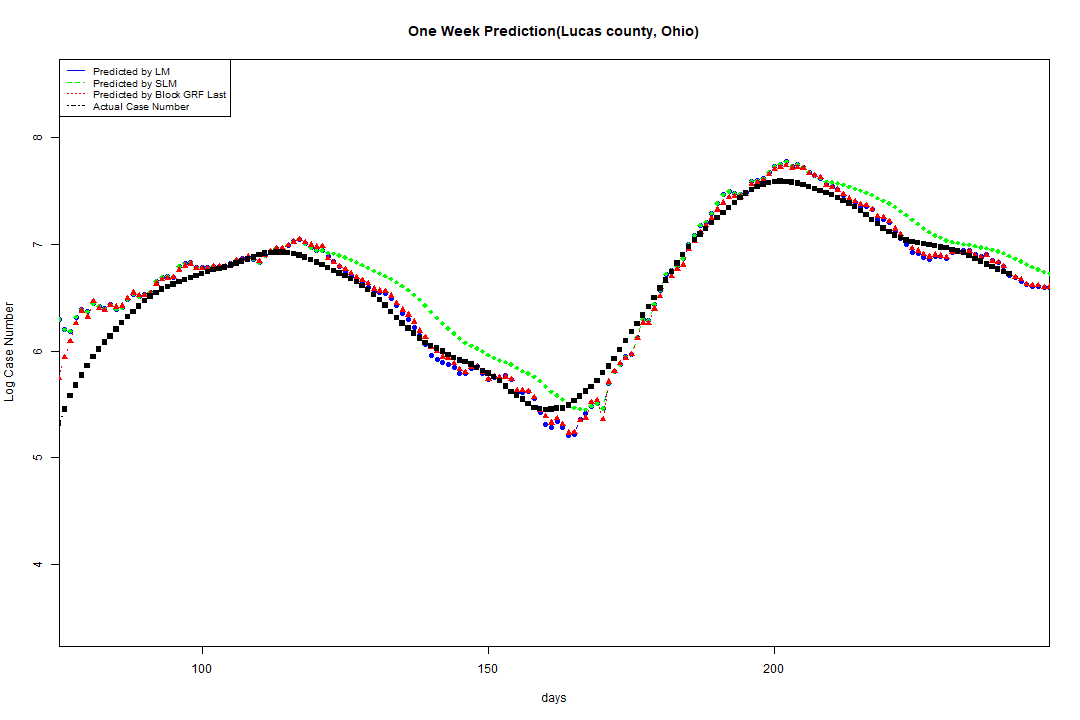 One Week Prediction(Lucas county, Ohio)
Predicted by LM
Predicted by SLM
Predicted by Block GRF Last
Actual Case Number
8
7
6
5
4
Log Case Number
100 150 200
days